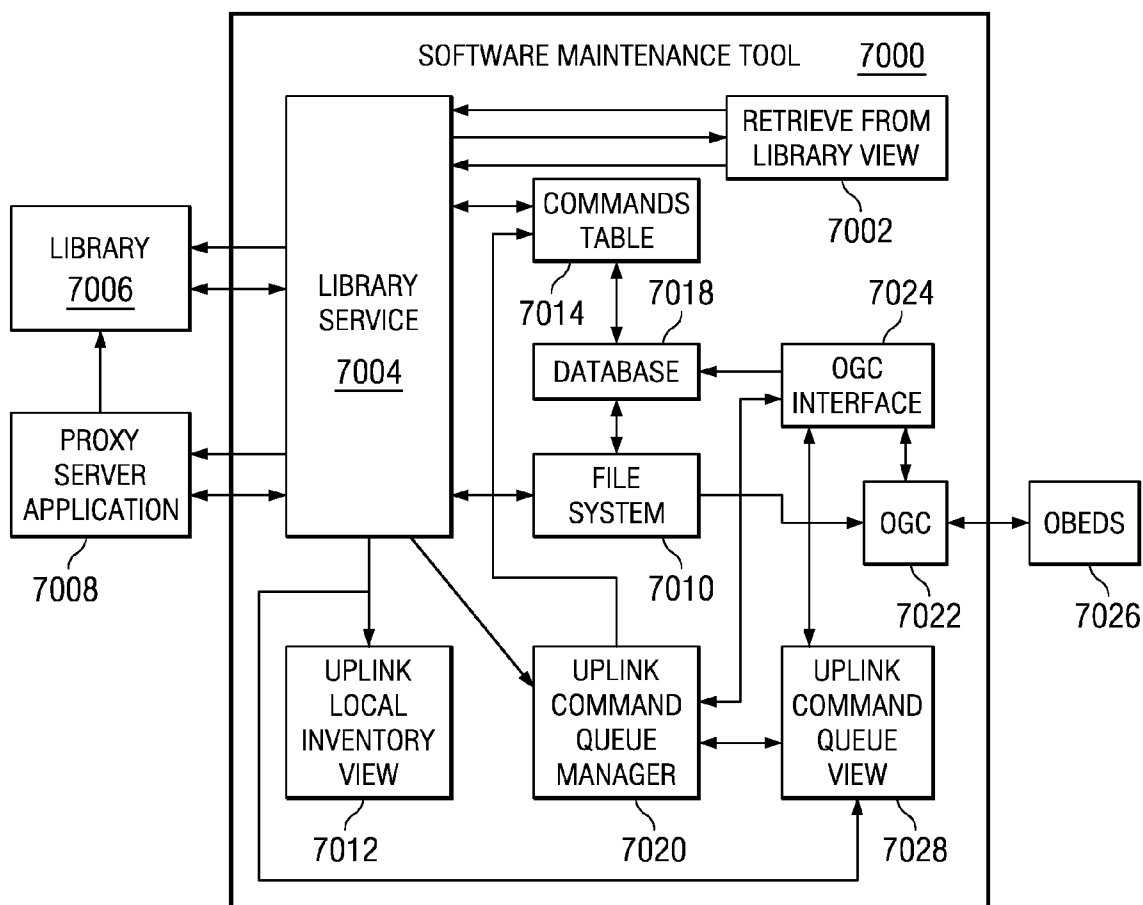 SOFTWARE MAINTENANCE TOOL 7000
RETRIEVE FROM
LIBRARY VIEW
7002
LIBRARY
SERVICE
7004
COMMANDS
TABLE
7014
7018
7024
LIBRARY
7006
DATABASE
OGC
INTERFACE
PROXY
SERVER
APPLICATION
7008
FILE
SYSTEM
7010
OGC
7022
OBEDS
7026
UPLINK
LOCAL
INVENTORY
VIEW
7012
UPLINK
COMMAND
QUEUE
MANAGER
7020
UPLINK
COMMAND
QUEUE
VIEW
7028